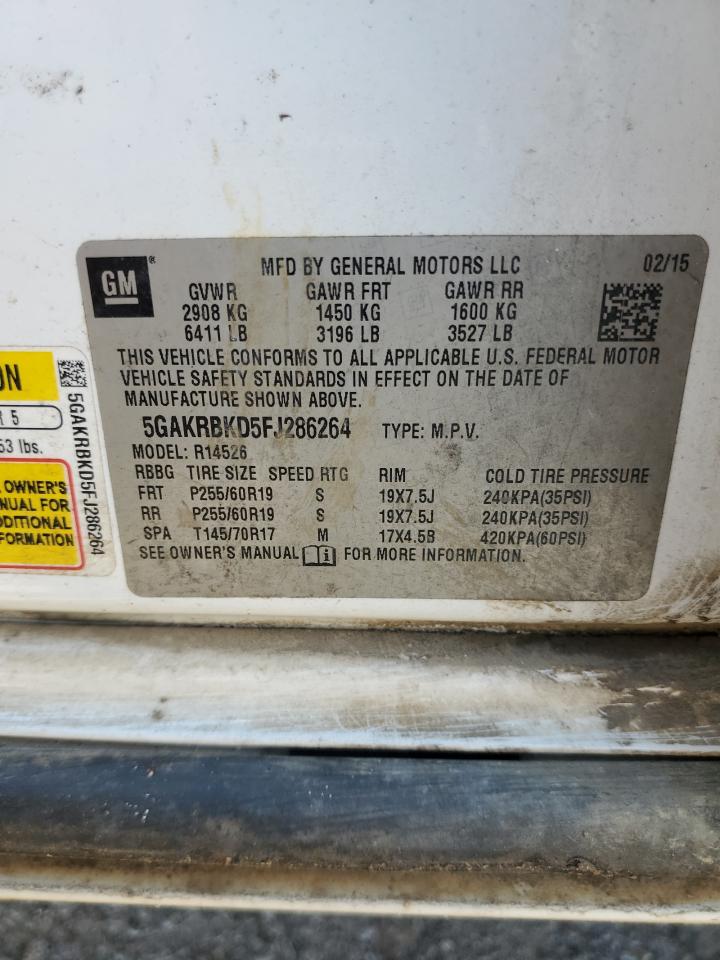 GM ®
MFD BY GENERAL MOTORS LLC 02/15
GVWR GAWR FRT GAWR RR
2908 KG 1450 KG 1600 KG
6411 LB 3196 LB 3527 LB
THIS VEHICLE CONFORMS TO ALL APPLICABLE U.S. FEDERAL MOTOR
VEHICLE SAFETY STANDARDS IN EFFECT ON THE DATE OF
MANUFACTURE SHOWN ABOVE.
5GAKRBKD5FJ286264 TYPE: M.P.V.
MODEL: R14526
RBBG TIRE SIZE SPEED RTG RIM COLD TIRE PRESSURE
FRT P255/60R19 S 19X7.5J 240KPA(35PSI)
RR P255/60R19 S 19X7.5J 240KPA(35PSI)
SPA T145/70R17 M 17X4.5B 420KPA(60PSI)
SEE OWNER'S MANUAL FOR MORE INFORMATION.
ON
5
53 lbs.
OWNER'S
NUAL FOR
DITIONAL
FORMATION
5GAKRBKD5FJ286264